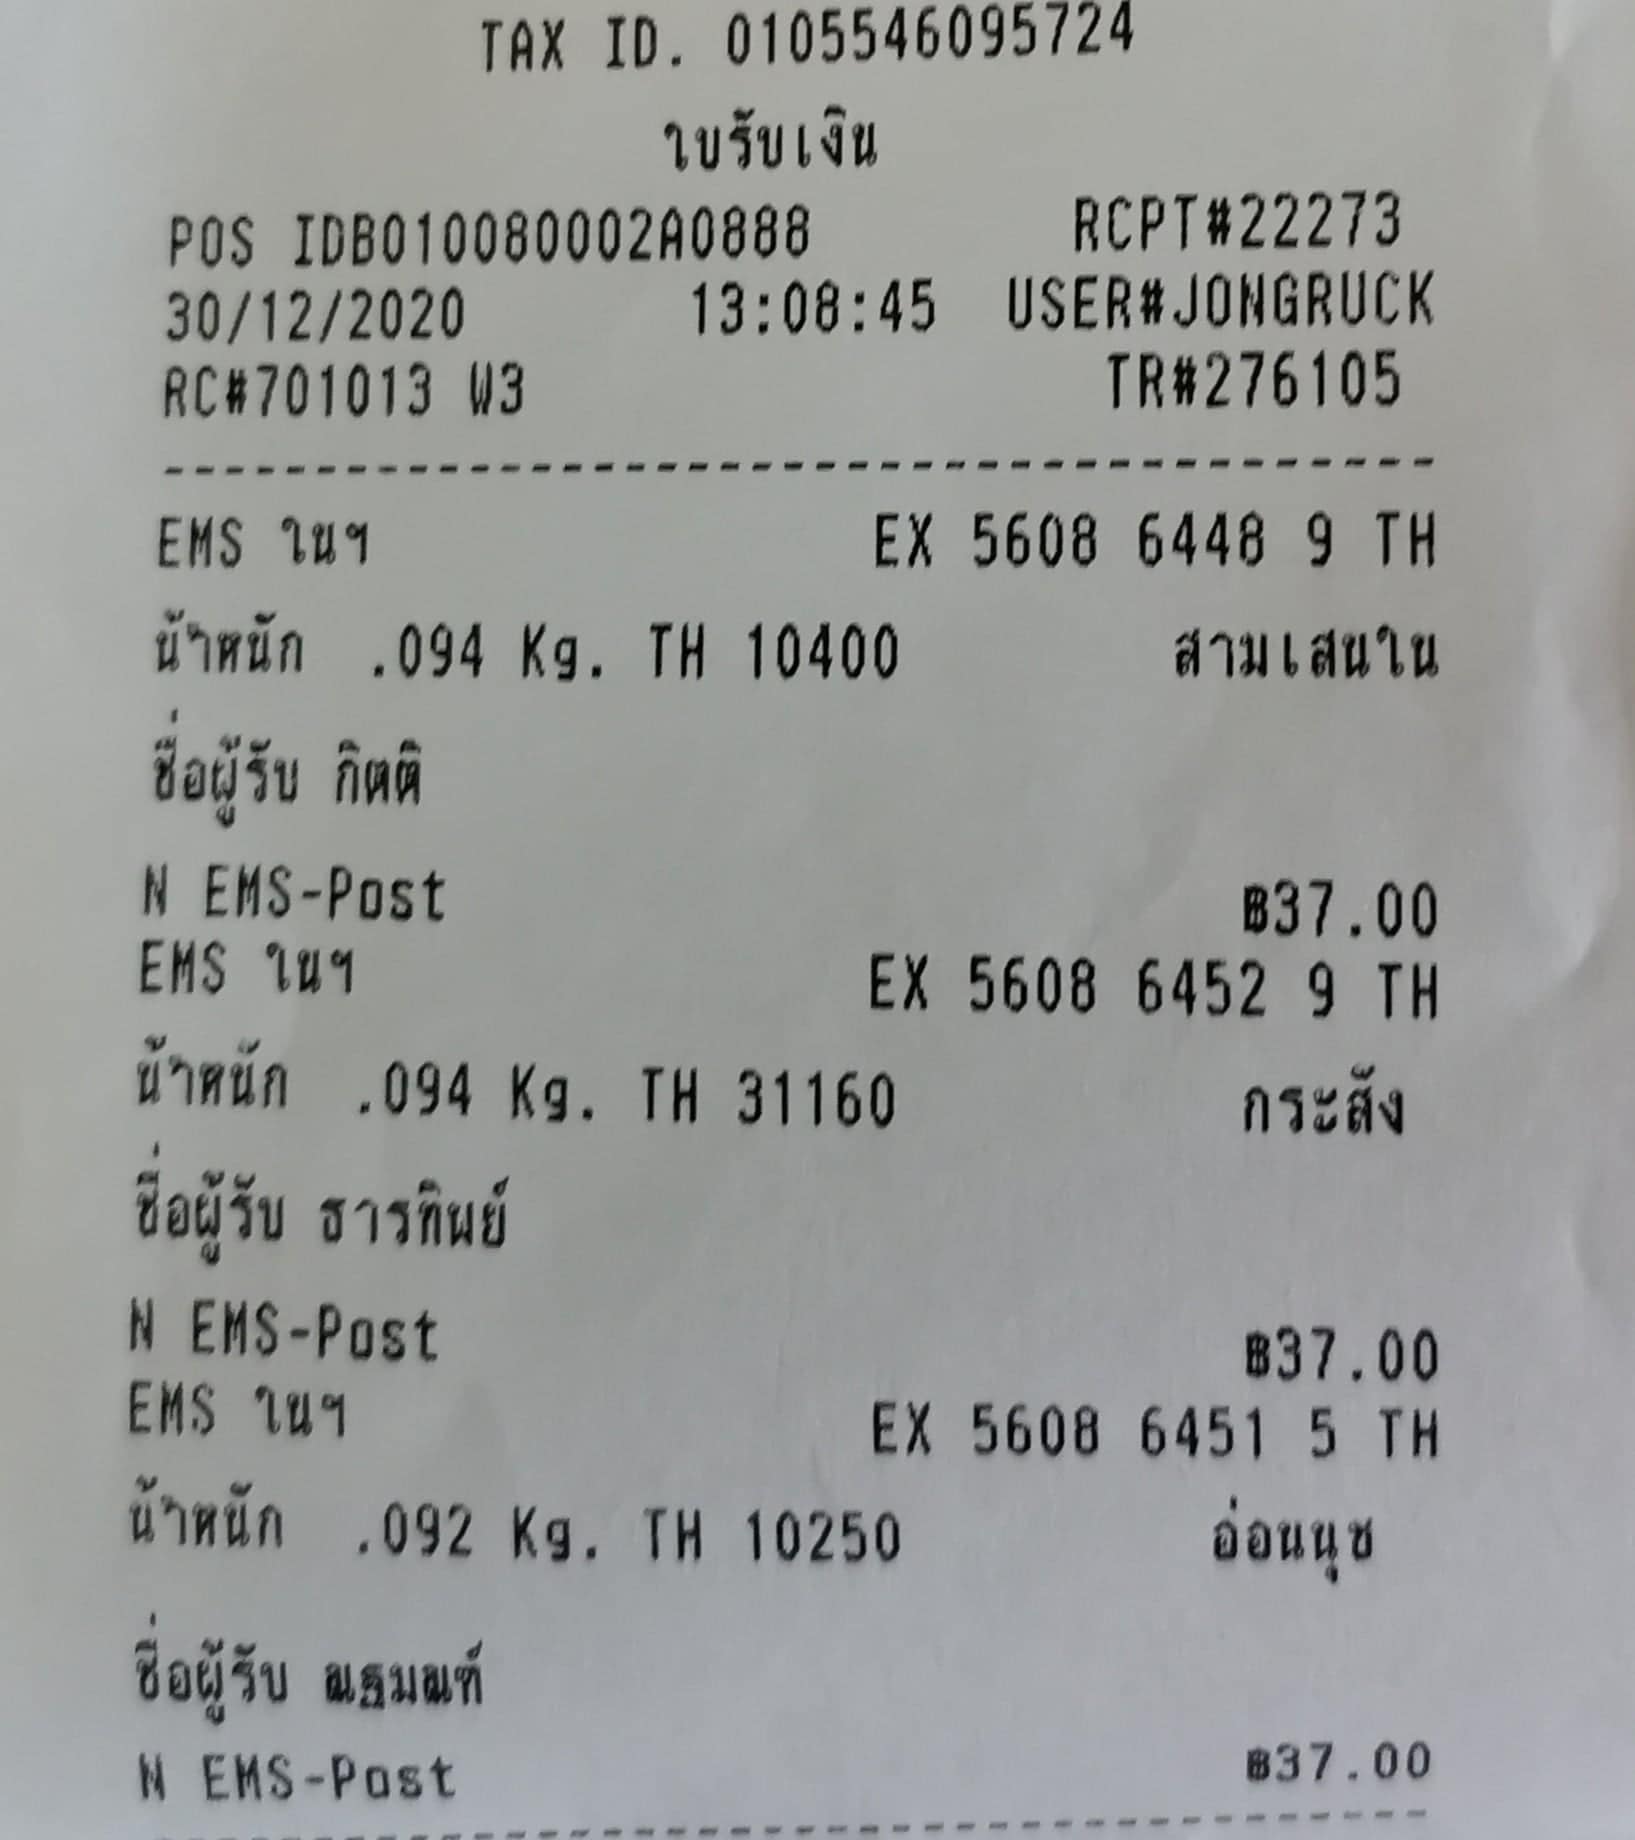 TAX ID. 0105546095724
ใบรับเงิน
POS IDB010080002A0888 RCPT#22273
30/12/2020 13:08:45 USER#JONGRUCK
RC#701013 W3 TR#276105
EMS ในฯ EX 5608 6448 9 TH
น้ำหนัก .094 Kg. TH 10400 สามเสนใน
ชื่อผู้รับ กิตติ
N EMS-Post ฿37.00
EMS ในฯ EX 5608 6452 9 TH
น้ำหนัก .094 Kg. TH 31160 กระสัง
ชื่อผู้รับ ธารทิพย์
N EMS-Post ฿37.00
EMS ในฯ EX 5608 6451 5 TH
น้ำหนัก .092 Kg. TH 10250 อ่อนนุช
ชื่อผู้รับ ณฐมณฑ์
N EMS-Post ฿37.00